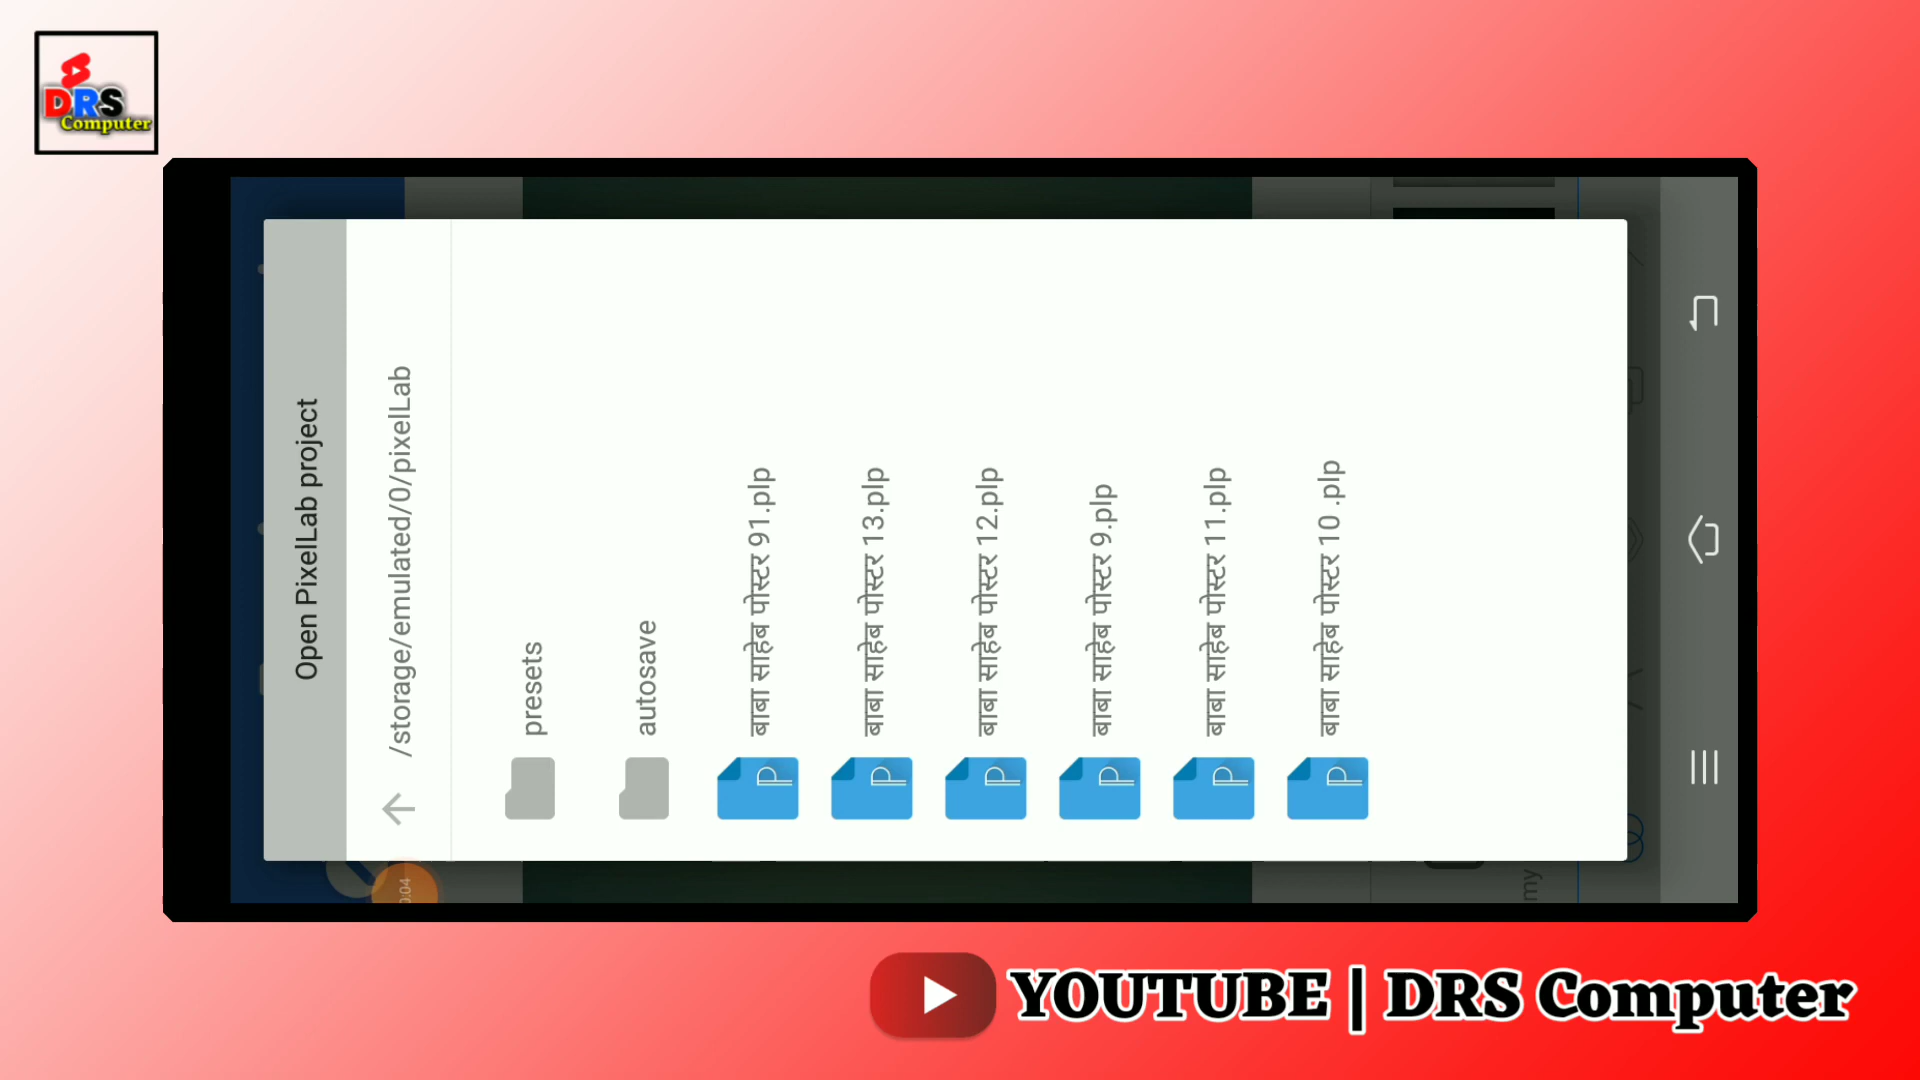 DRS
Computer
Open PixelLab project
/storage/emulated/0/pixelLab
presets
autosave
बाबा साहेब पोस्टर 91.plp
बाबा साहेब पोस्टर 13.plp
बाबा साहेब पोस्टर 12.plp
बाबा साहेब पोस्टर 9.plp
बाबा साहेब पोस्टर 11.plp
बाबा साहेब पोस्टर 10 .plp
my
YOUTUBE | DRS Computer